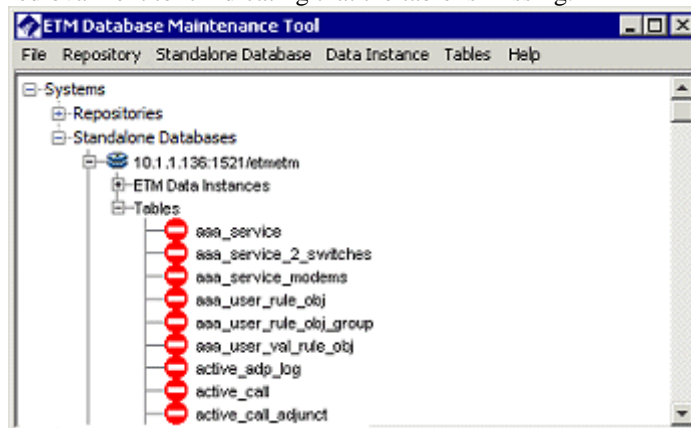 ETM Database Maintenance Tool
File Repository Standalone Database Data Instance Tables Help
Systems
Repositories
Standalone Databases
10.1.1.136:1521/etmetm
ETM Data Instances
Tables
aaa_service
aaa_service_2_switches
aaa_service_modems
aaa_user_rule_obj
aaa_user_rule_obj_group
aaa_user_val_rule_obj
active_adp_log
active_call
active_call_adjunct